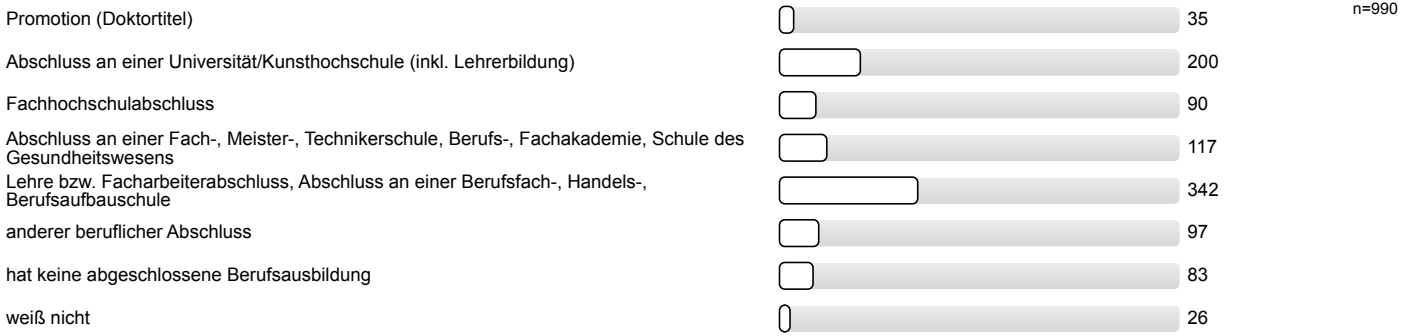 Promotion (Doktortitel) 35 n=990
Abschluss an einer Universität/Kunsthochschule (inkl. Lehrerbildung) 200
Fachhochschulabschluss 90
Abschluss an einer Fach-, Meister-, Technikerschule, Berufs-, Fachakademie, Schule des
Gesundheitswesens 117
Lehre bzw. Facharbeiterabschluss, Abschluss an einer Berufsfach-, Handels-,
Berufsaufbauschule 342
anderer beruflicher Abschluss 97
hat keine abgeschlossene Berufsausbildung 83
weiß nicht 26